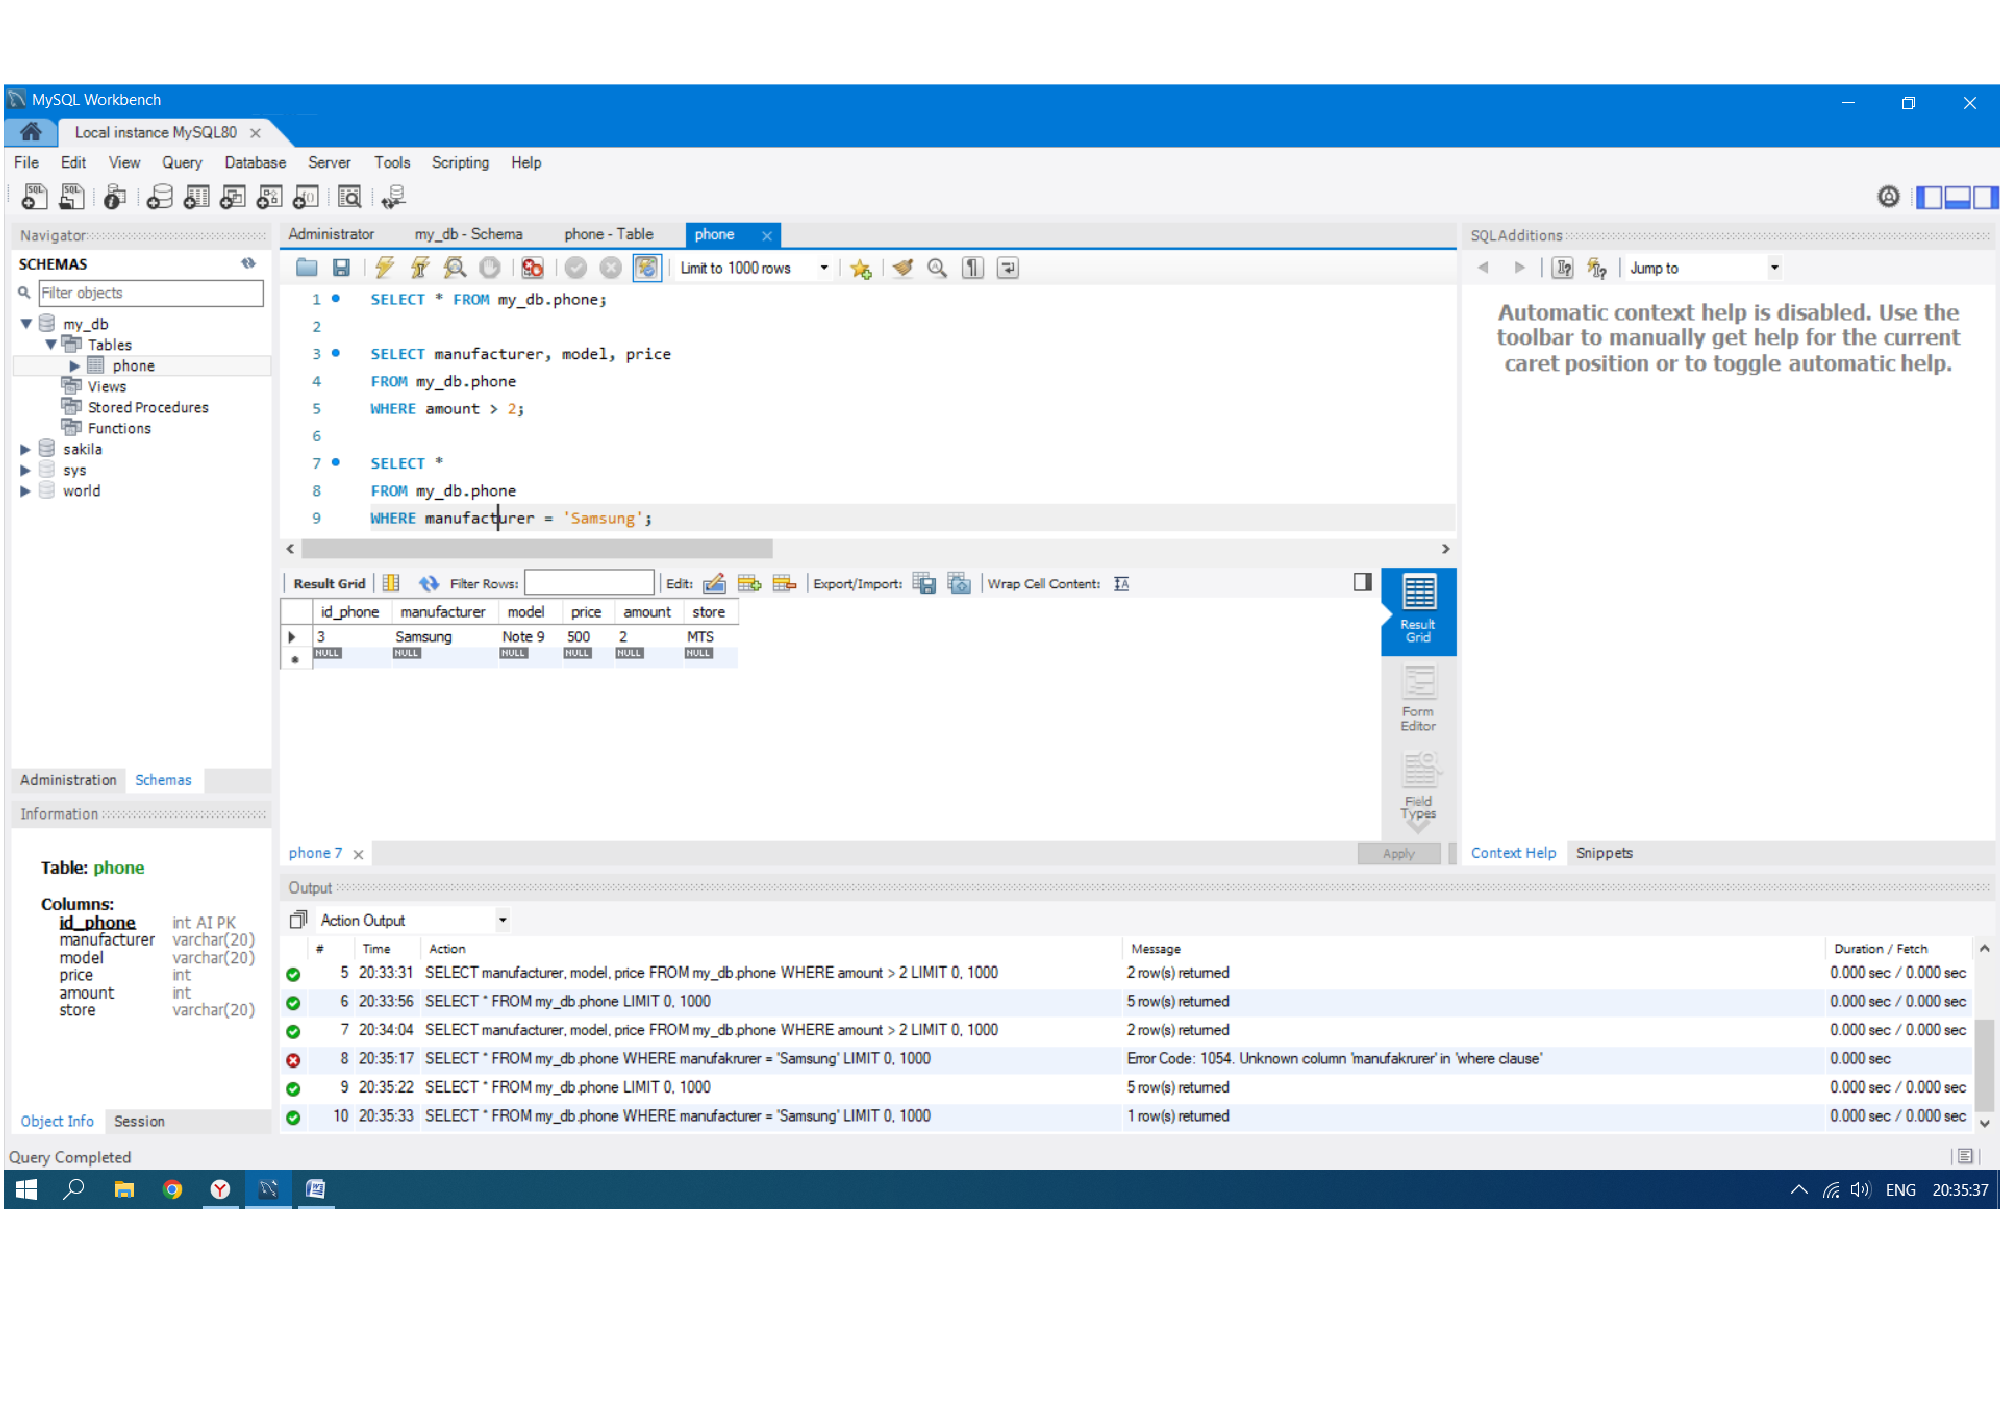 MySQL Workbench
Local instance MySQL80
File Edit View Query Database Server Tools Scripting Help
Navigator
SCHEMAS
Filter objects
my_db
Tables
phone
Views
Stored Procedures
Functions
sakila
sys
world
Administration Schemas
Information
Table: phone
Columns:
id_phone int AI PK
manufacturer varchar(20)
model varchar(20)
price int
amount int
store varchar(20)
Object Info Session
Administrator my_db - Schema phone - Table phone
Limit to 1000 rows
1 SELECT * FROM my_db.phone;
2
3 SELECT manufacturer, model, price
4 FROM my_db.phone
5 WHERE amount > 2;
6
7 SELECT *
8 FROM my_db.phone
9 WHERE manufacturer = 'Samsung';
Result Grid Filter Rows: Edit: Export/Import: Wrap Cell Content:
id_phone manufacturer model price amount store
3 Samsung Note 9 500 2 MTS
NULL NULL NULL NULL NULL NULL
Result
Grid
Form
Editor
Field
Types
phone 7
Apply
SQLAdditions
Jump to
Automatic context help is disabled. Use the
toolbar to manually get help for the current
caret position or to toggle automatic help.
Context Help Snippets
Output
Action Output
# Time Action Message Duration / Fetch
5 20:33:31 SELECT manufacturer, model, price FROM my_db.phone WHERE amount > 2 LIMIT 0, 1000 2 row(s) returned 0.000 sec / 0.000 sec
6 20:33:56 SELECT * FROM my_db.phone LIMIT 0, 1000 5 row(s) returned 0.000 sec / 0.000 sec
7 20:34:04 SELECT manufacturer, model, price FROM my_db.phone WHERE amount > 2 LIMIT 0, 1000 2 row(s) returned 0.000 sec / 0.000 sec
8 20:35:17 SELECT * FROM my_db.phone WHERE manufakrurer = 'Samsung' LIMIT 0, 1000 Error Code: 1054. Unknown column 'manufakrurer' in 'where clause' 0.000 sec
9 20:35:22 SELECT * FROM my_db.phone LIMIT 0, 1000 5 row(s) returned 0.000 sec / 0.000 sec
10 20:35:33 SELECT * FROM my_db.phone WHERE manufacturer = 'Samsung' LIMIT 0, 1000 1 row(s) returned 0.000 sec / 0.000 sec
Query Completed
ENG 20:35:37